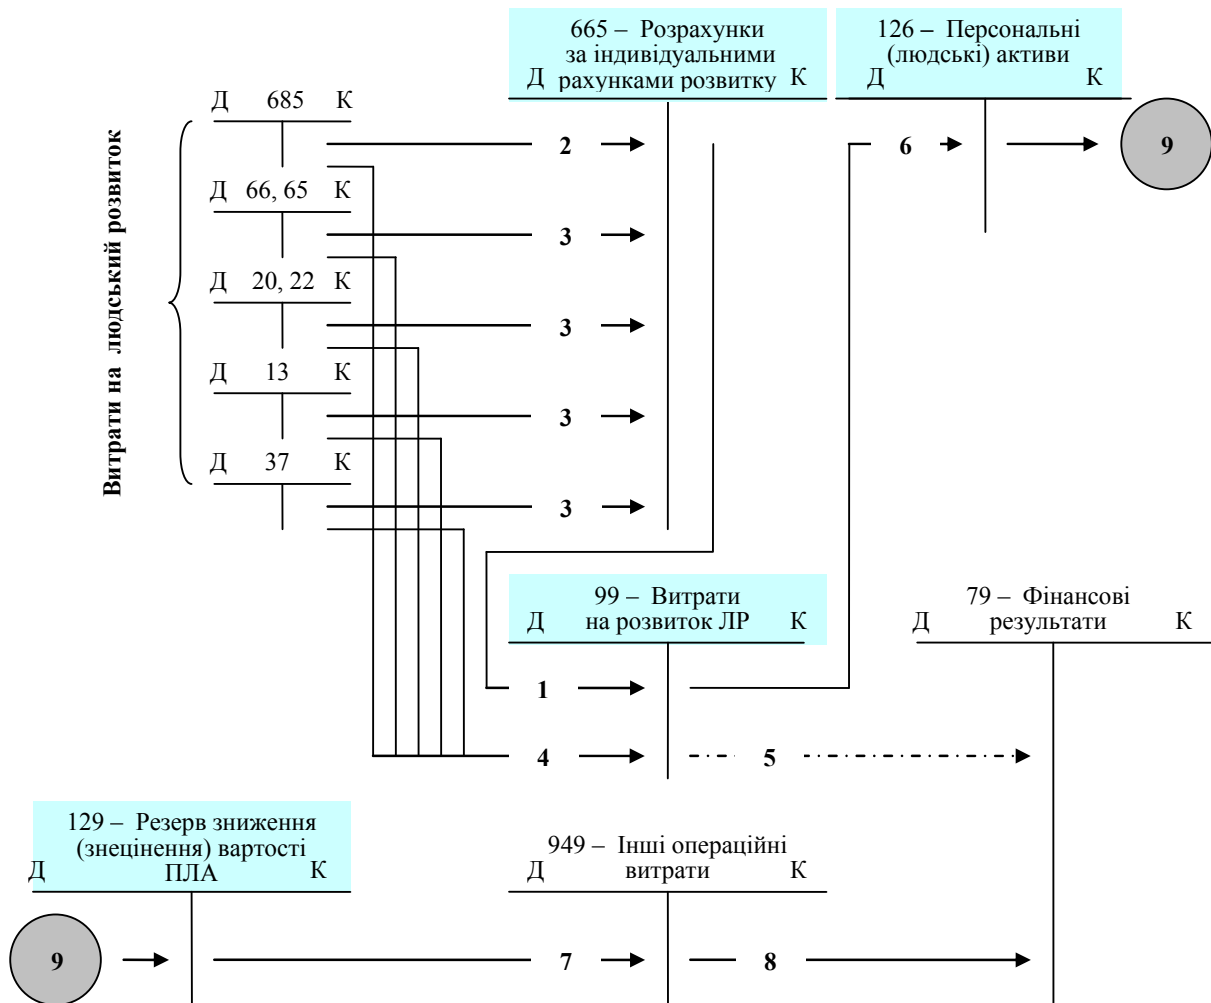 665 – Розрахунки
за індивідуальними
рахунками розвитку
Д К
126 – Персональні
(людські) активи
Д К
Витрати на людський розвиток
Д 685 К
2
6
9
Д 66, 65 К
3
Д 20, 22 К
3
Д 13 К
3
Д 37 К
3
99 – Витрати
на розвиток ЛР
Д К
79 – Фінансові
результати
Д К
1
4
5
129 – Резерв зниження
(знецінення) вартості
ПЛА
Д К
949 – Інші операційні
витрати
Д К
9
7
8